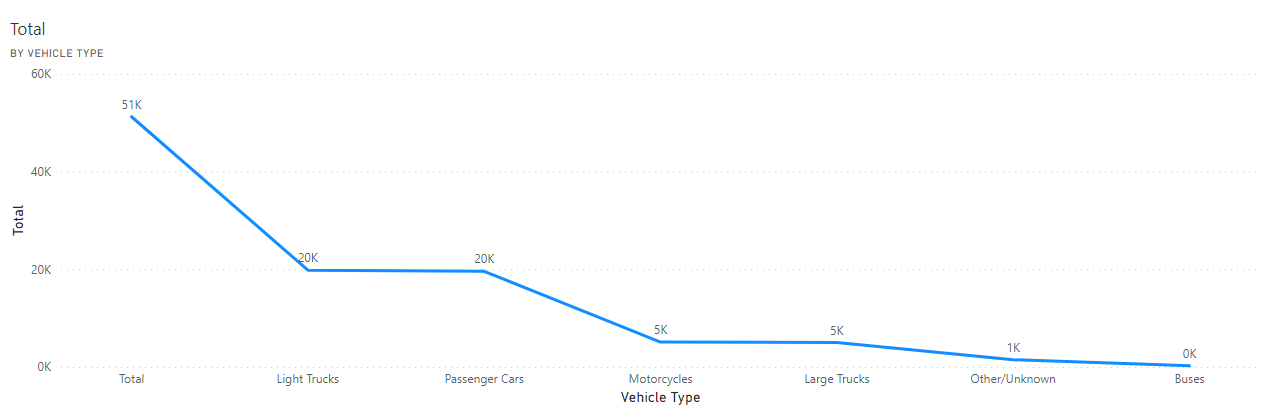 Total
BY VEHICLE TYPE
60K
51K
40K
Total
20K
20K
20K
5K
5K
1K
0K
0K
Total Light Trucks Passenger Cars Motorcycles Large Trucks Other/Unknown Buses
Vehicle Type